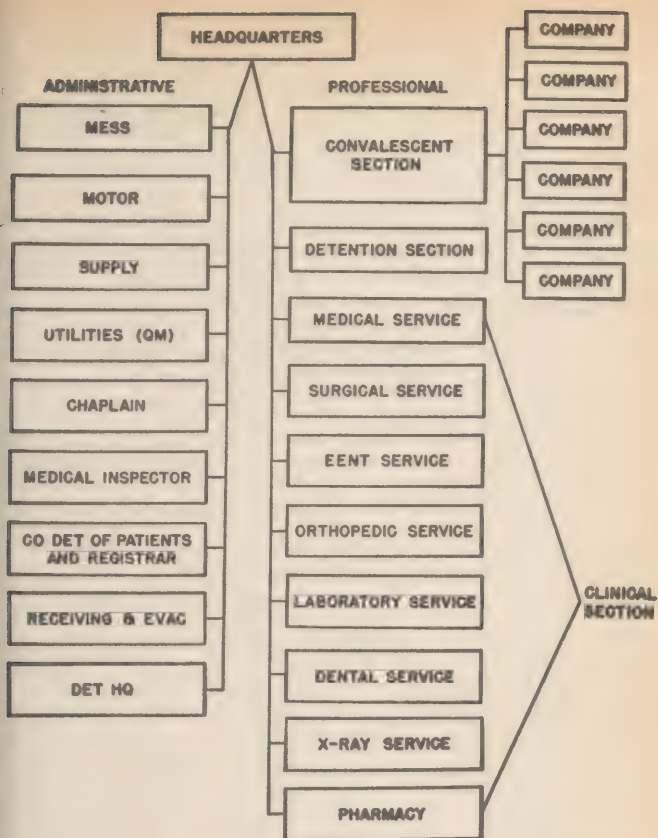 HEADQUARTERS
ADMINISTRATIVE
MESS
MOTOR
SUPPLY
UTILITIES (QM)
CHAPLAIN
MEDICAL INSPECTOR
CO DET OF PATIENTS
AND REGISTRAR
RECEIVING & EVAC
DET HQ
PROFESSIONAL
CONVALESCENT
SECTION
DETENTION SECTION
MEDICAL SERVICE
SURGICAL SERVICE
EENT SERVICE
ORTHOPEDIC SERVICE
LABORATORY SERVICE
DENTAL SERVICE
X-RAY SERVICE
PHARMACY
COMPANY
COMPANY
COMPANY
COMPANY
COMPANY
COMPANY
CLINICAL
SECTION